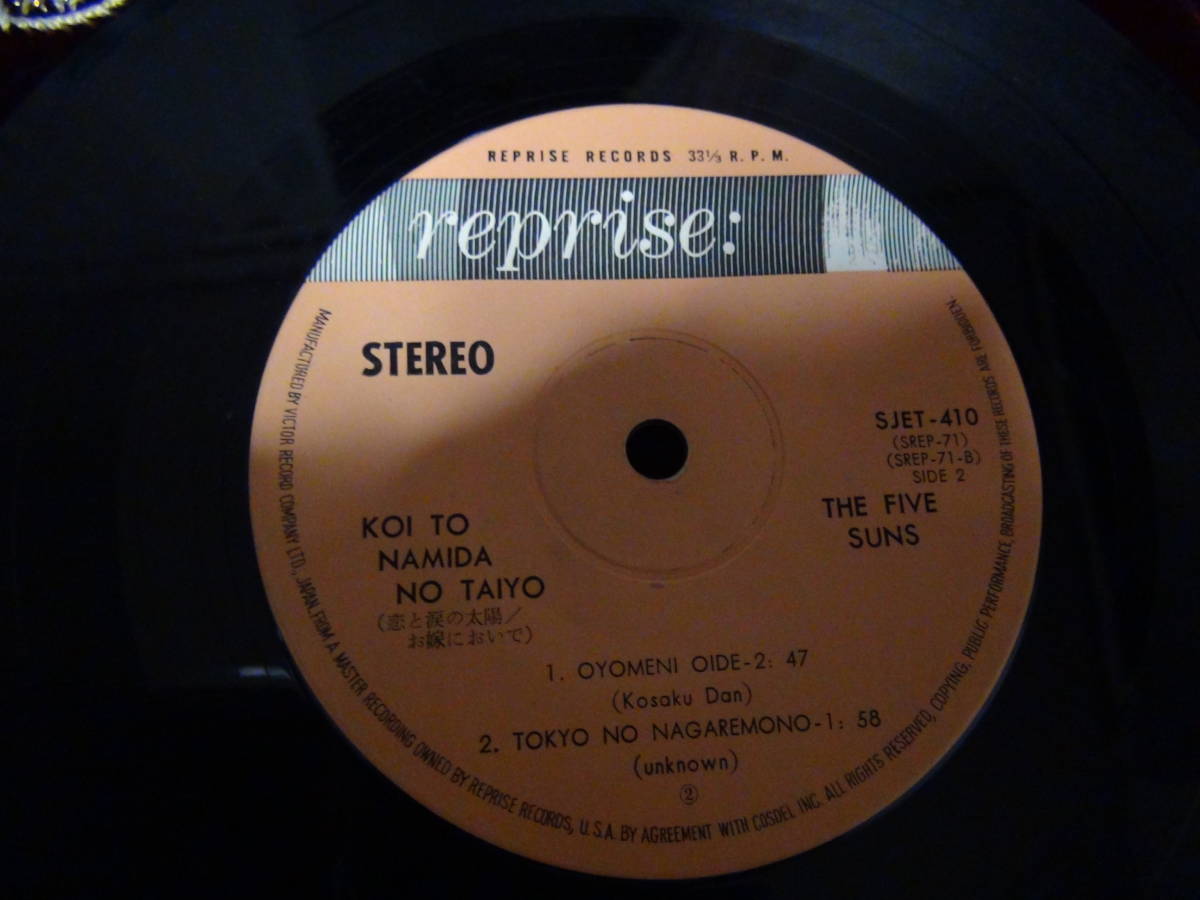 REPRISE RECORDS 33⅓ R. P. M.
reprise:
STEREO
SJET-410
(SREP-71)
(SREP-71-B)
SIDE 2
THE FIVE
SUNS
KOI TO
NAMIDA
NO TAIYO
(恋と涙の太陽/
お嫁においで)
1. OYOMENI OIDE-2: 47
(Kosaku Dan)
2. TOKYO NO NAGAREMONO-1: 58
(unknown)
②
MANUFACTURED BY VICTOR RECORD COMPANY LTD., JAPAN, FROM A MASTER RECORDING OWNED BY REPRISE RECORDS, U.S.A. BY AGREEMENT WITH COSDEL INC. ALL RIGHTS RESERVED, COPYING, PUBLIC PERFORMANCE, BROADCASTING OF THESE RECORDS ARE FORBIDDEN.